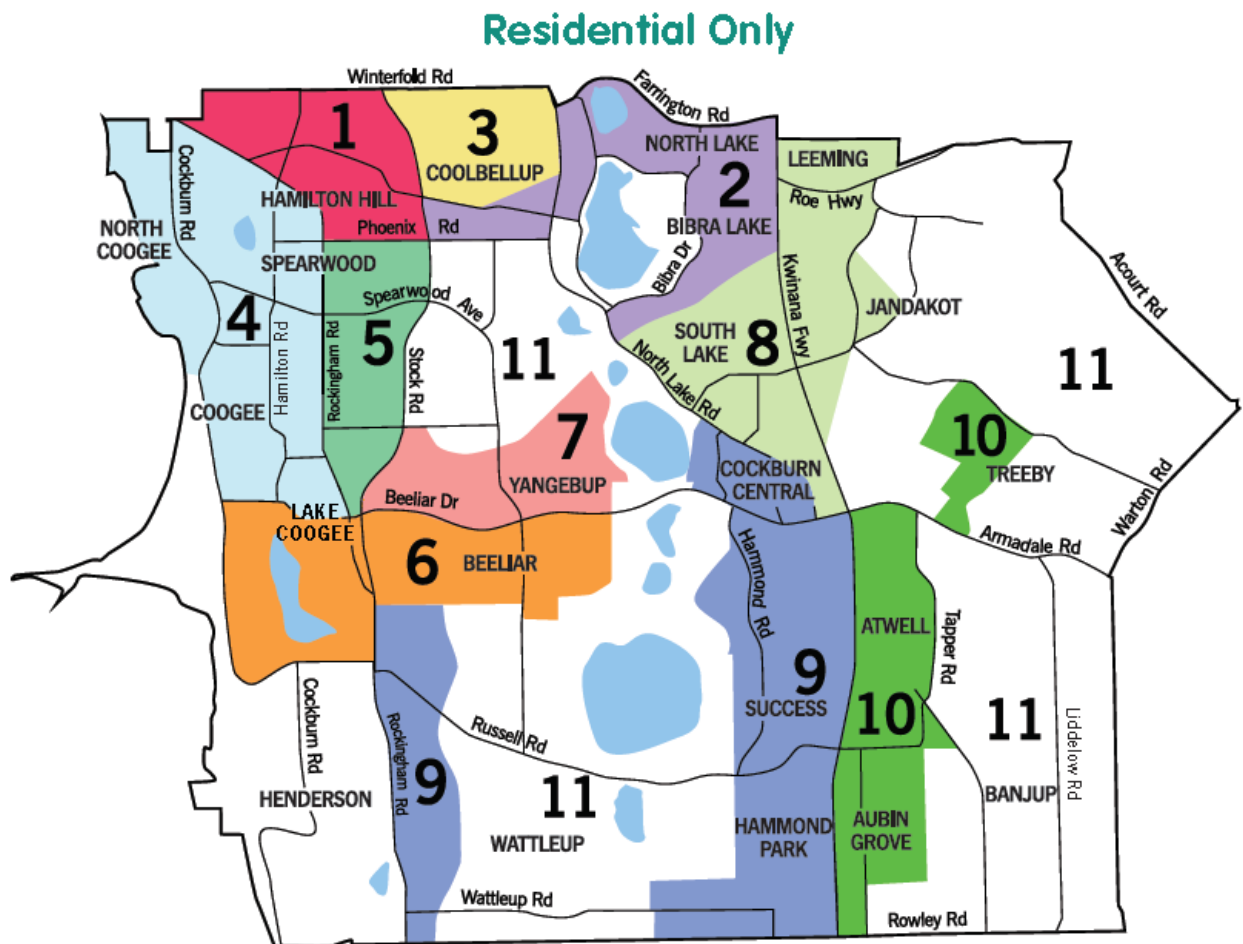 Residential Only
Winterfold Rd
Farrington Rd
1
3
COOLBELLUP
NORTH LAKE
2
BIBRA LAKE
LEEMING
Roe Hwy
Cockburn Rd
HAMILTON HILL
Phoenix Rd
NORTH
COOGEE
SPEARWOOD
Bibra Dr
Kwinana Fwy
Acourt Rd
JANDAKOT
4
Spearwood Ave
5
Hamilton Rd
Rockingham Rd
Stock Rd
11
SOUTH
LAKE
8
North Lake Rd
11
COOGEE
7
YANGEBUP
10
TREEBY
COCKBURN
CENTRAL
Warton Rd
Beeliar Dr
LAKE
COOGEE
Armadale Rd
6
BEELIAR
Hammond Rd
ATWELL
Tapper Rd
9
SUCCESS
10
11
Liddelow Rd
Cockburn Rd
Rockingham Rd
Russell Rd
9
HENDERSON
11
WATTLEUP
BANJUP
HAMMOND
PARK
AUBIN
GROVE
Wattleup Rd
Rowley Rd